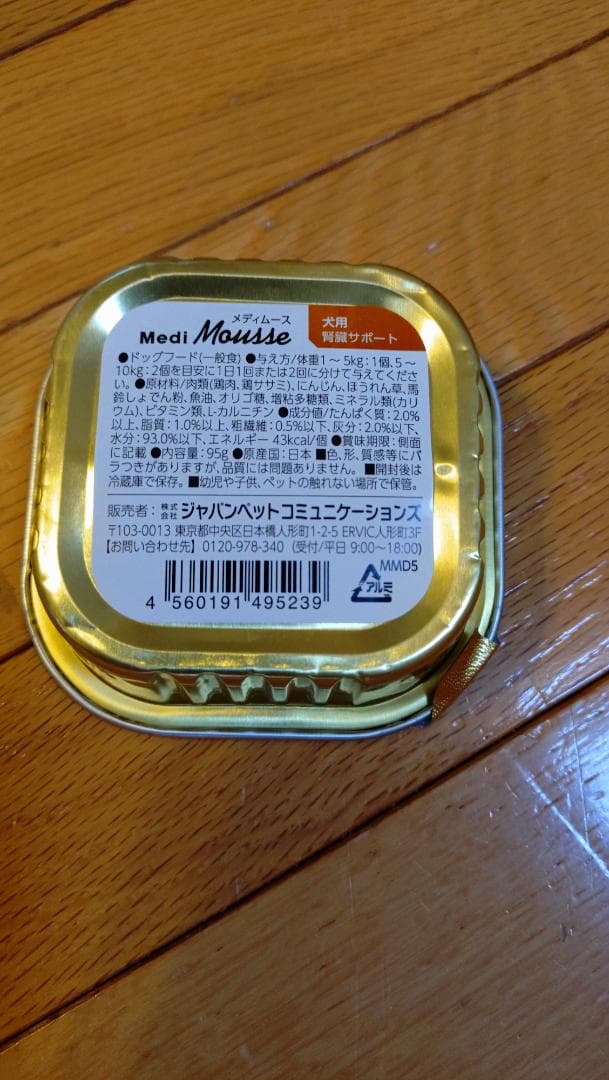 メディムース
Medi Mousse
犬用
腎臓サポート
●ドッグフード(一般食) ●与え方/体重1～5kg:1個、5～
10kg:2個を目安に1日1回または2回に分けて与えてくださ
い。●原材料/肉類(鶏肉、鶏ササミ)、にんじん、ほうれん草、馬
鈴しょでん粉、魚油、オリゴ糖、増粘多糖類、ミネラル類(カリ
ウム)、ビタミン類、L-カルニチン ●成分値/たんぱく質:2.0%
以上、脂質:1.0%以上、粗繊維:0.5%以下、灰分:2.0%以下、
水分:93.0%以下、エネルギー 43kcal/個 ●賞味期限:側面
に記載 ●内容量:95g ●原産国:日本 ■色、形、質感等にバ
ラつきがありますが、品質には問題ありません。 ■開封後は
冷蔵庫で保存。■幼児や子供、ペットの触れない場所で保管。
販売者:株式会社ジャパンペットコミュニケーションズ
〒103-0013 東京都中央区日本橋人形町1-2-5 ERVIC人形町3F
【お問い合わせ先】0120-978-340 (受付/平日 9:00～18:00)
MMD5
アルミ
4 560191 495239